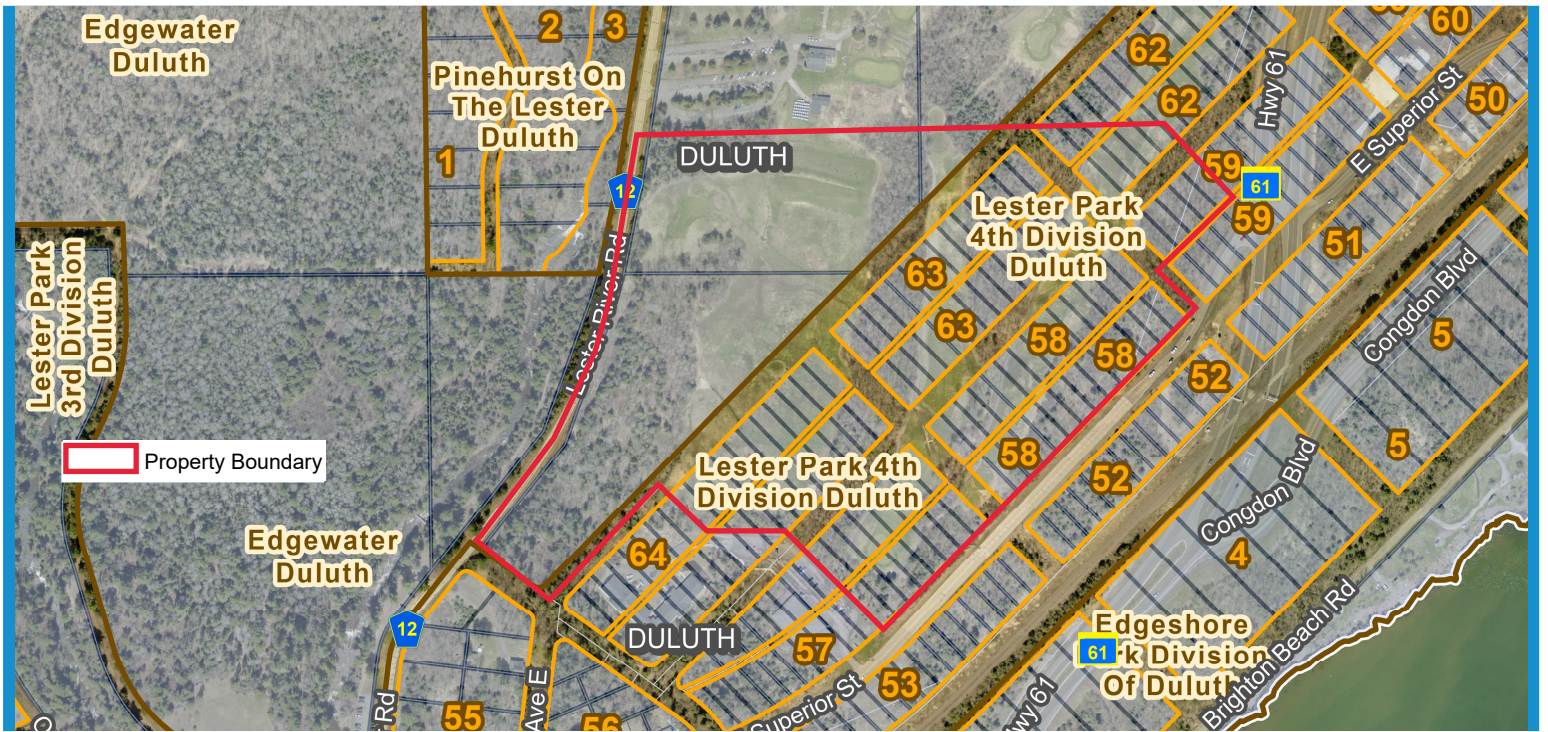 Edgewater
Duluth
2
3
Pinehurst On
The Lester
Duluth
1
12
DULUTH
62
62
Hwy 61
60
50
E Superior St
59
61
59
Lester Park
4th Division
Duluth
51
63
63
58
58
52
Congdon Blvd
5
5
Lester Park
3rd Division
Duluth
Lester River Rd
Property Boundary
Lester Park 4th
Division Duluth
58
52
Congdon Blvd
4
Edgewater
Duluth
64
12
DULUTH
57
53
Superior St
Edgeshore
61
rk Division
Of Duluth
Brighton Beach Rd
wy 61
Rd
55
Ave E
56